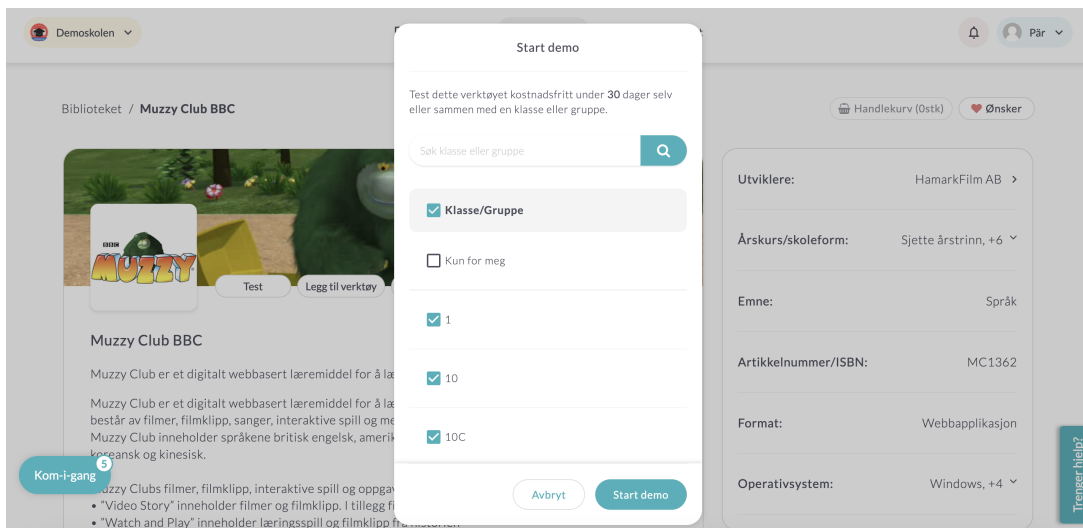 Demoskolen
Pär
Biblioteket / Muzzy Club BBC
Handlekurv (0stk)
Ønsker
BBC
MUZZY
Test
Legg til verktøy
Muzzy Club BBC
Muzzy Club er et digitalt webbasert læremiddel for å læ
Muzzy Club er et digitalt webbasert læremiddel for å læ
består av filmer, filmklipp, sanger, interaktive spill og me
Muzzy Club inneholder språkene britisk engelsk, amerik
koreansk og kinesisk.
Muzzy Clubs filmer, filmklipp, interaktive spill og oppgav
• "Video Story" inneholder filmer og filmklipp. I tillegg fi
• "Watch and Play" inneholder læringsspill og filmklipp fra historien
Kom-i-gang
5
Start demo
Test dette verktøyet kostnadsfritt under 30 dager selv
eller sammen med en klasse eller gruppe.
Søk klasse eller gruppe
Klasse/Gruppe
Kun for meg
1
10
10C
Avbryt
Start demo
Utviklere: HamarkFilm AB
Årskurs/skoleform: Sjette årstrinn, +6
Emne: Språk
Artikkelnummer/ISBN: MC1362
Format: Webbapplikasjon
Operativsystem: Windows, +4
Trenger hjelp?